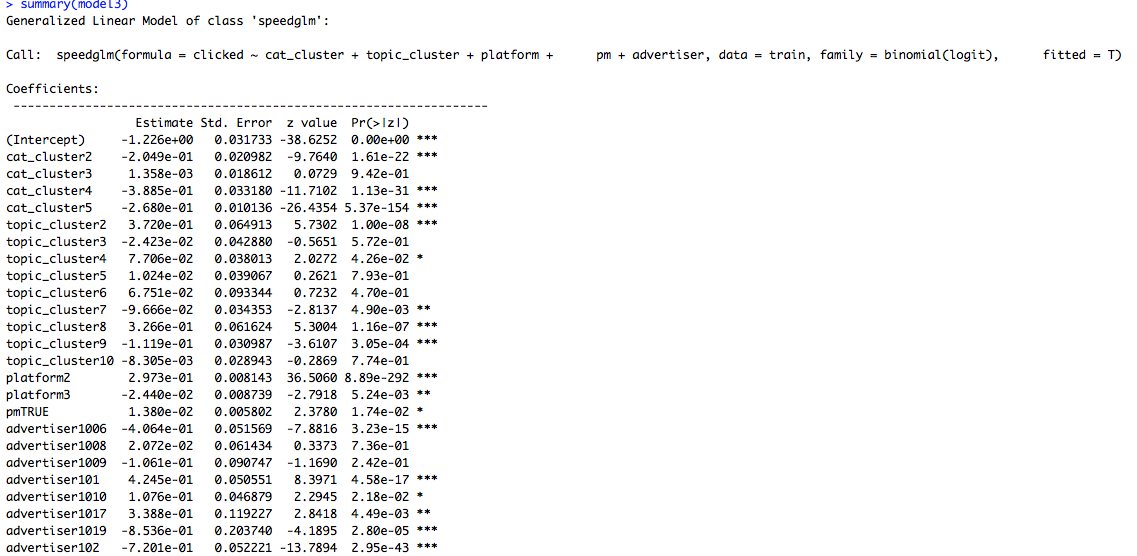 > summary(model3)
Generalized Linear Model of class 'speedglm':
Call:  speedglm(formula = clicked ~ cat_cluster + topic_cluster + platform +      pm + advertiser, data = train, family = binomial(logit),      fitted = T)
Coefficients:
------------------------------------------------------------------
Estimate Std. Error  z value  Pr(>|z|)
(Intercept)     -1.226e+00   0.031733 -38.6252  0.00e+00 ***
cat_cluster2    -2.049e-01   0.020982  -9.7640  1.61e-22 ***
cat_cluster3     1.358e-03   0.018612   0.0729  9.42e-01
cat_cluster4    -3.885e-01   0.033180 -11.7102  1.13e-31 ***
cat_cluster5    -2.680e-01   0.010136 -26.4354 5.37e-154 ***
topic_cluster2   3.720e-01   0.064913   5.7302  1.00e-08 ***
topic_cluster3  -2.423e-02   0.042880  -0.5651  5.72e-01
topic_cluster4   7.706e-02   0.038013   2.0272  4.26e-02 *
topic_cluster5   1.024e-02   0.039067   0.2621  7.93e-01
topic_cluster6   6.751e-02   0.093344   0.7232  4.70e-01
topic_cluster7  -9.666e-02   0.034353  -2.8137  4.90e-03 **
topic_cluster8   3.266e-01   0.061624   5.3004  1.16e-07 ***
topic_cluster9  -1.119e-01   0.030987  -3.6107  3.05e-04 ***
topic_cluster10 -8.305e-03   0.028943  -0.2869  7.74e-01
platform2        2.973e-01   0.008143  36.5060 8.89e-292 ***
platform3       -2.440e-02   0.008739  -2.7918  5.24e-03 **
pmTRUE           1.380e-02   0.005802   2.3780  1.74e-02 *
advertiser1006  -4.064e-01   0.051569  -7.8816  3.23e-15 ***
advertiser1008   2.072e-02   0.061434   0.3373  7.36e-01
advertiser1009  -1.061e-01   0.090747  -1.1690  2.42e-01
advertiser101    4.245e-01   0.050551   8.3971  4.58e-17 ***
advertiser1010   1.076e-01   0.046879   2.2945  2.18e-02 *
advertiser1017   3.388e-01   0.119227   2.8418  4.49e-03 **
advertiser1019  -8.536e-01   0.203740  -4.1895  2.80e-05 ***
advertiser102   -7.201e-01   0.052221 -13.7894  2.95e-43 ***